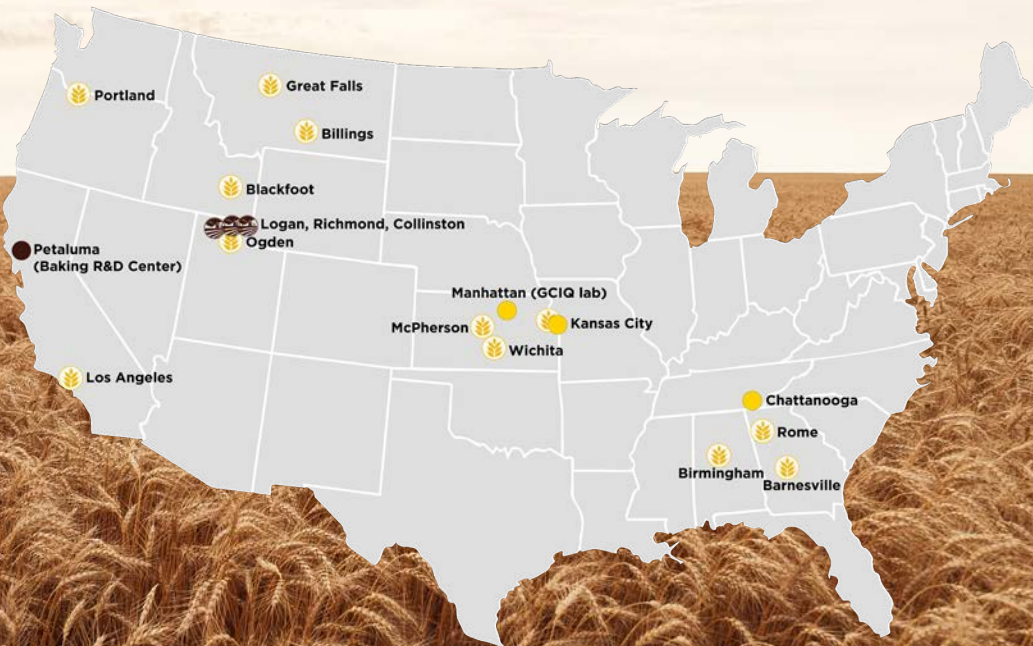 Great Falls
Portland
Billings
Blackfoot
Logan, Richmond, Collinston
Ogden
Petaluma
(Baking R&D Center)
Manhattan (GCIQ lab)
McPherson
Kansas City
Wichita
Los Angeles
Chattanooga
Rome
Birmingham
Barnesville